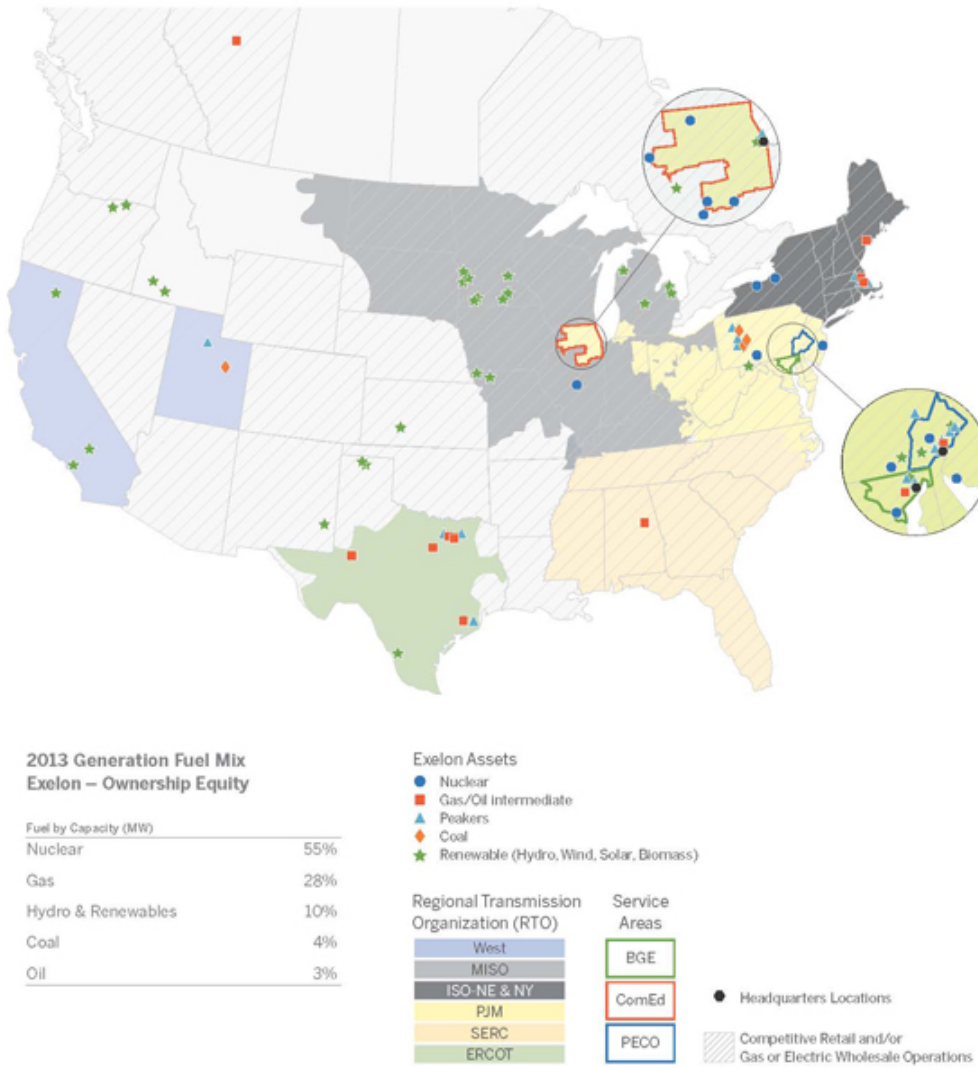 2013 Generation Fuel Mix
Exelon – Ownership Equity
Fuel by Capacity (MW)
Nuclear 55%
Gas 28%
Hydro & Renewables 10%
Coal 4%
Oil 3%
Exelon Assets
Nuclear
Gas/Oil intermediate
Peakers
Coal
Renewable (Hydro, Wind, Solar, Biomass)
Regional Transmission
Organization (RTO)
West
MISO
ISO-NE & NY
PJM
SERC
ERCOT
Service
Areas
BGE
ComEd
PECO
Headquarters Locations
Competitive Retail and/or
Gas or Electric Wholesale Operations